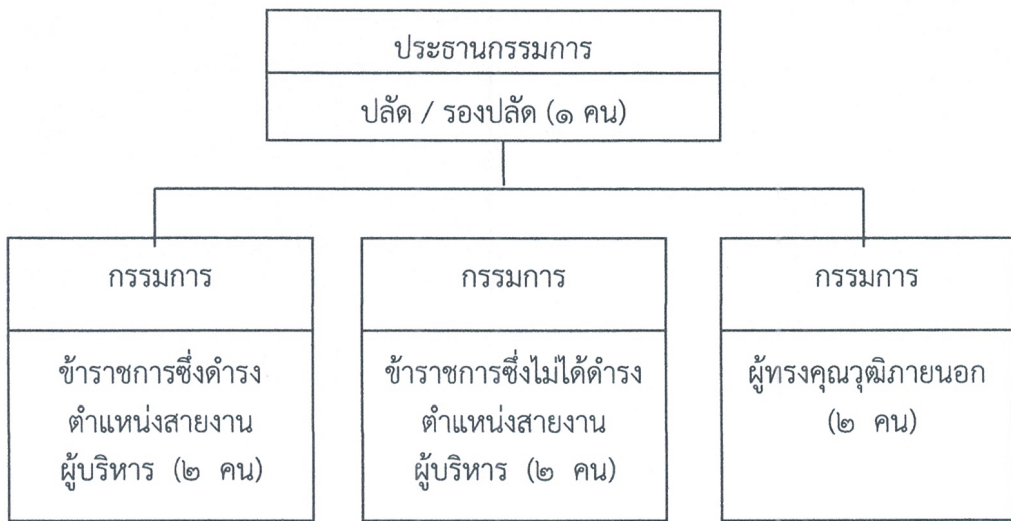 ประธานกรรมการ
ปลัด / รองปลัด (๑ คน)
กรรมการ
ข้าราชการซึ่งดำรง
ตำแหน่งสายงาน
ผู้บริหาร (๒ คน)
กรรมการ
ข้าราชการซึ่งไม่ได้ดำรง
ตำแหน่งสายงาน
ผู้บริหาร (๒ คน)
กรรมการ
ผู้ทรงคุณวุฒิภายนอก
(๒ คน)